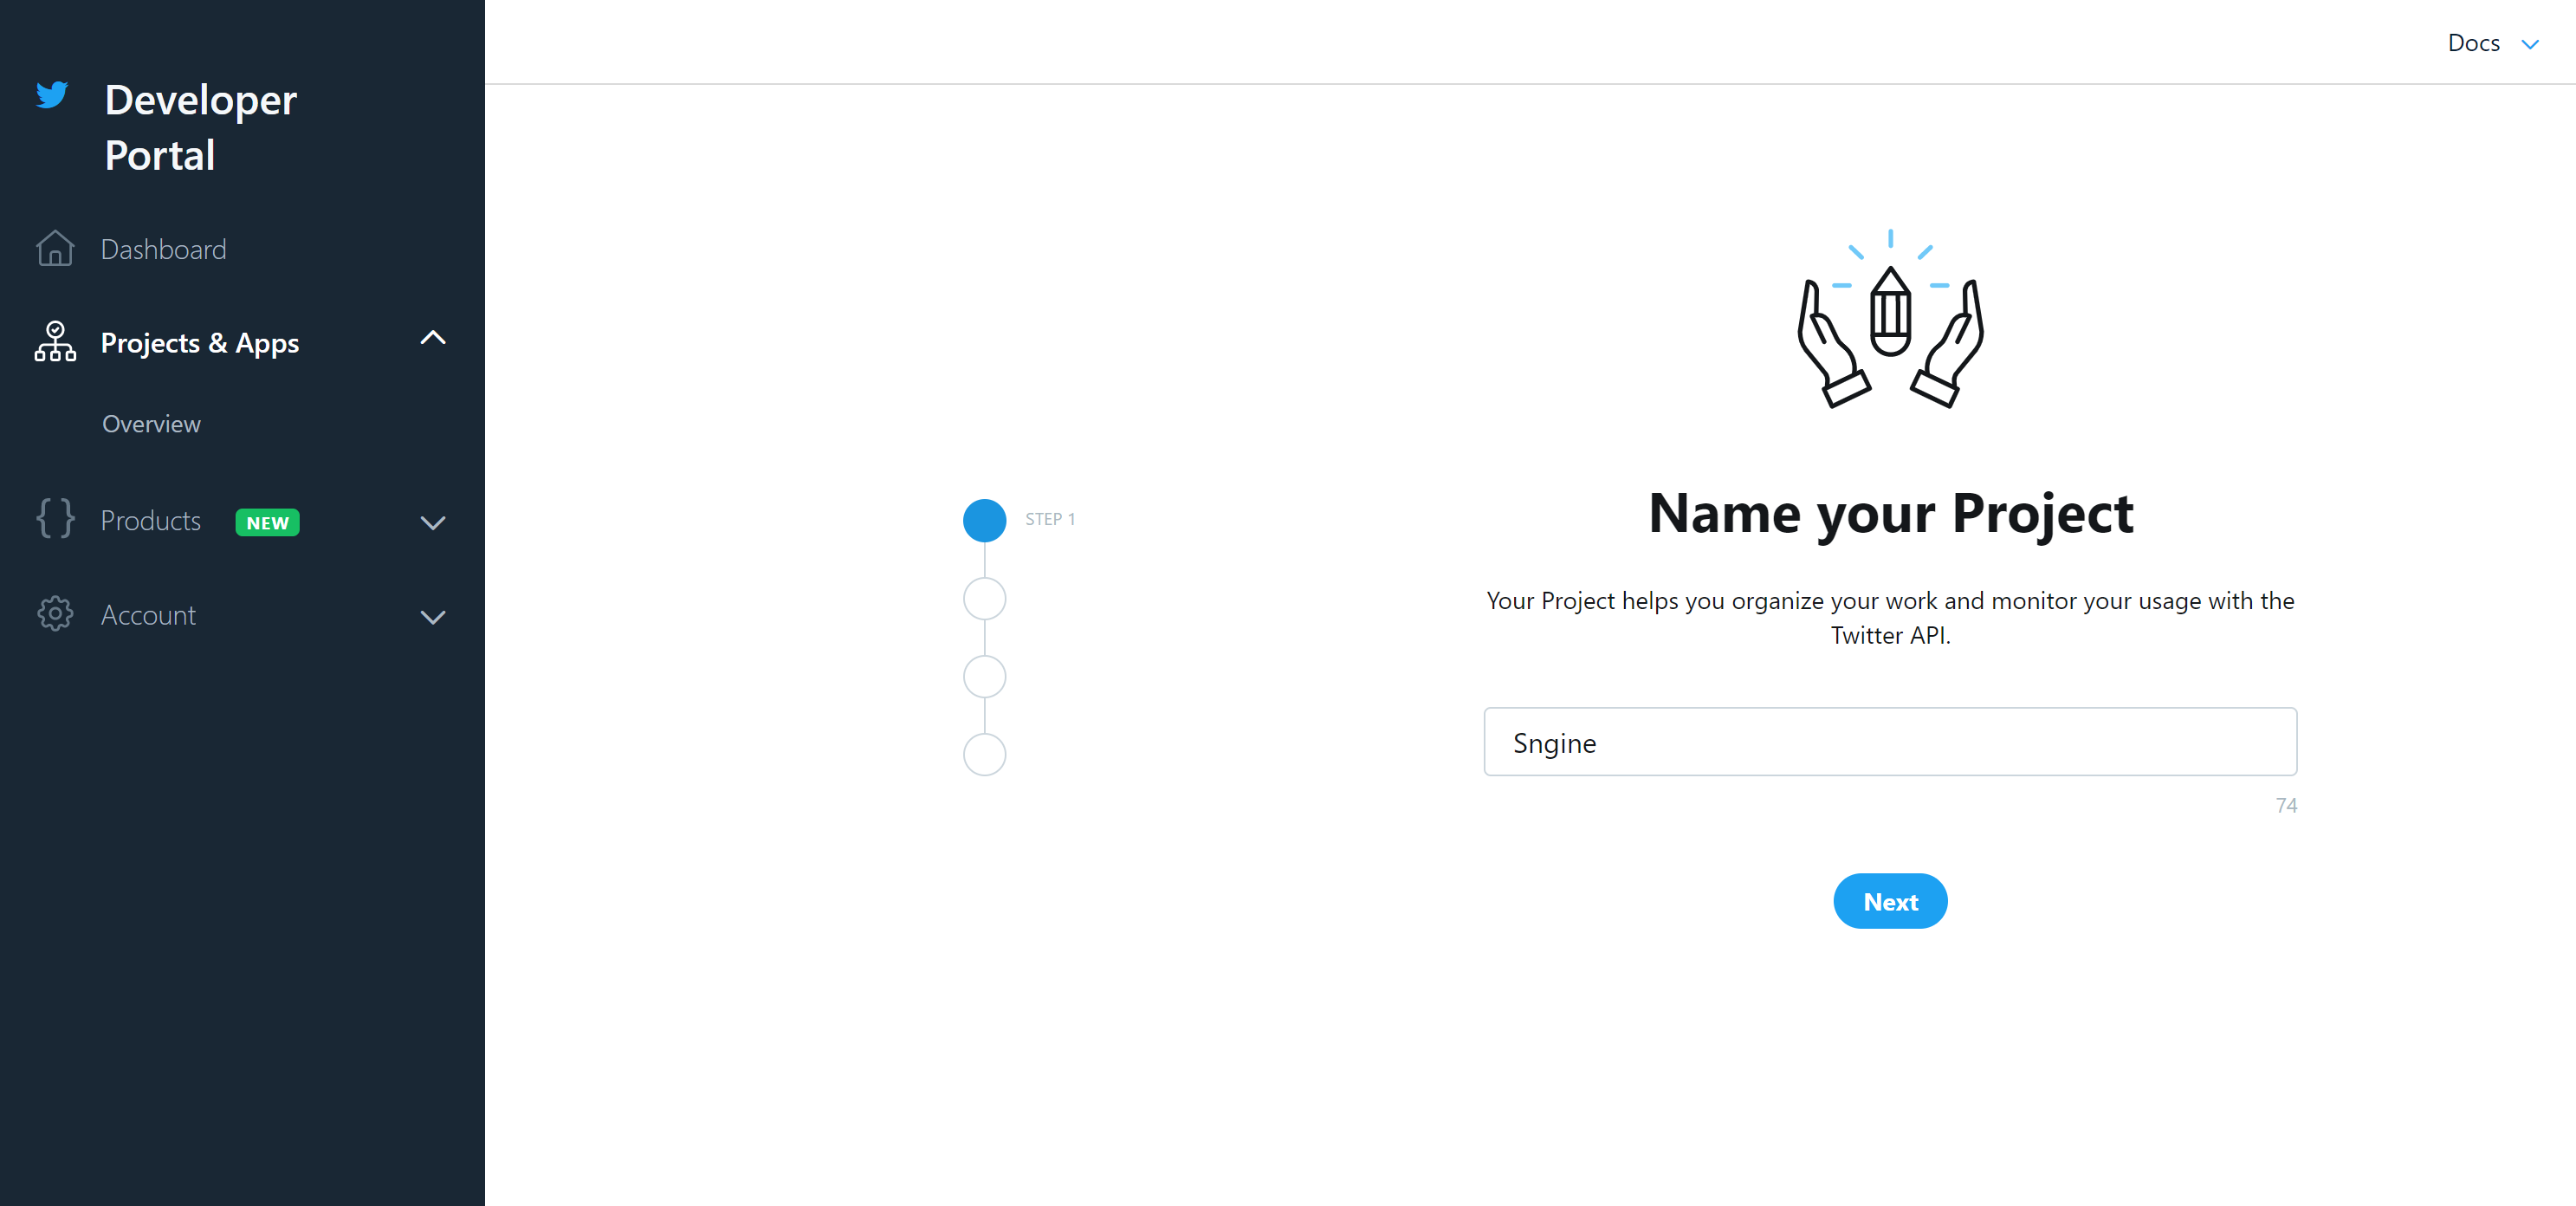 Developer
Portal
Dashboard
Projects & Apps
Overview
Products NEW
Account
Docs
STEP 1
Name your Project
Your Project helps you organize your work and monitor your usage with the
Twitter API.
Sngine
74
Next